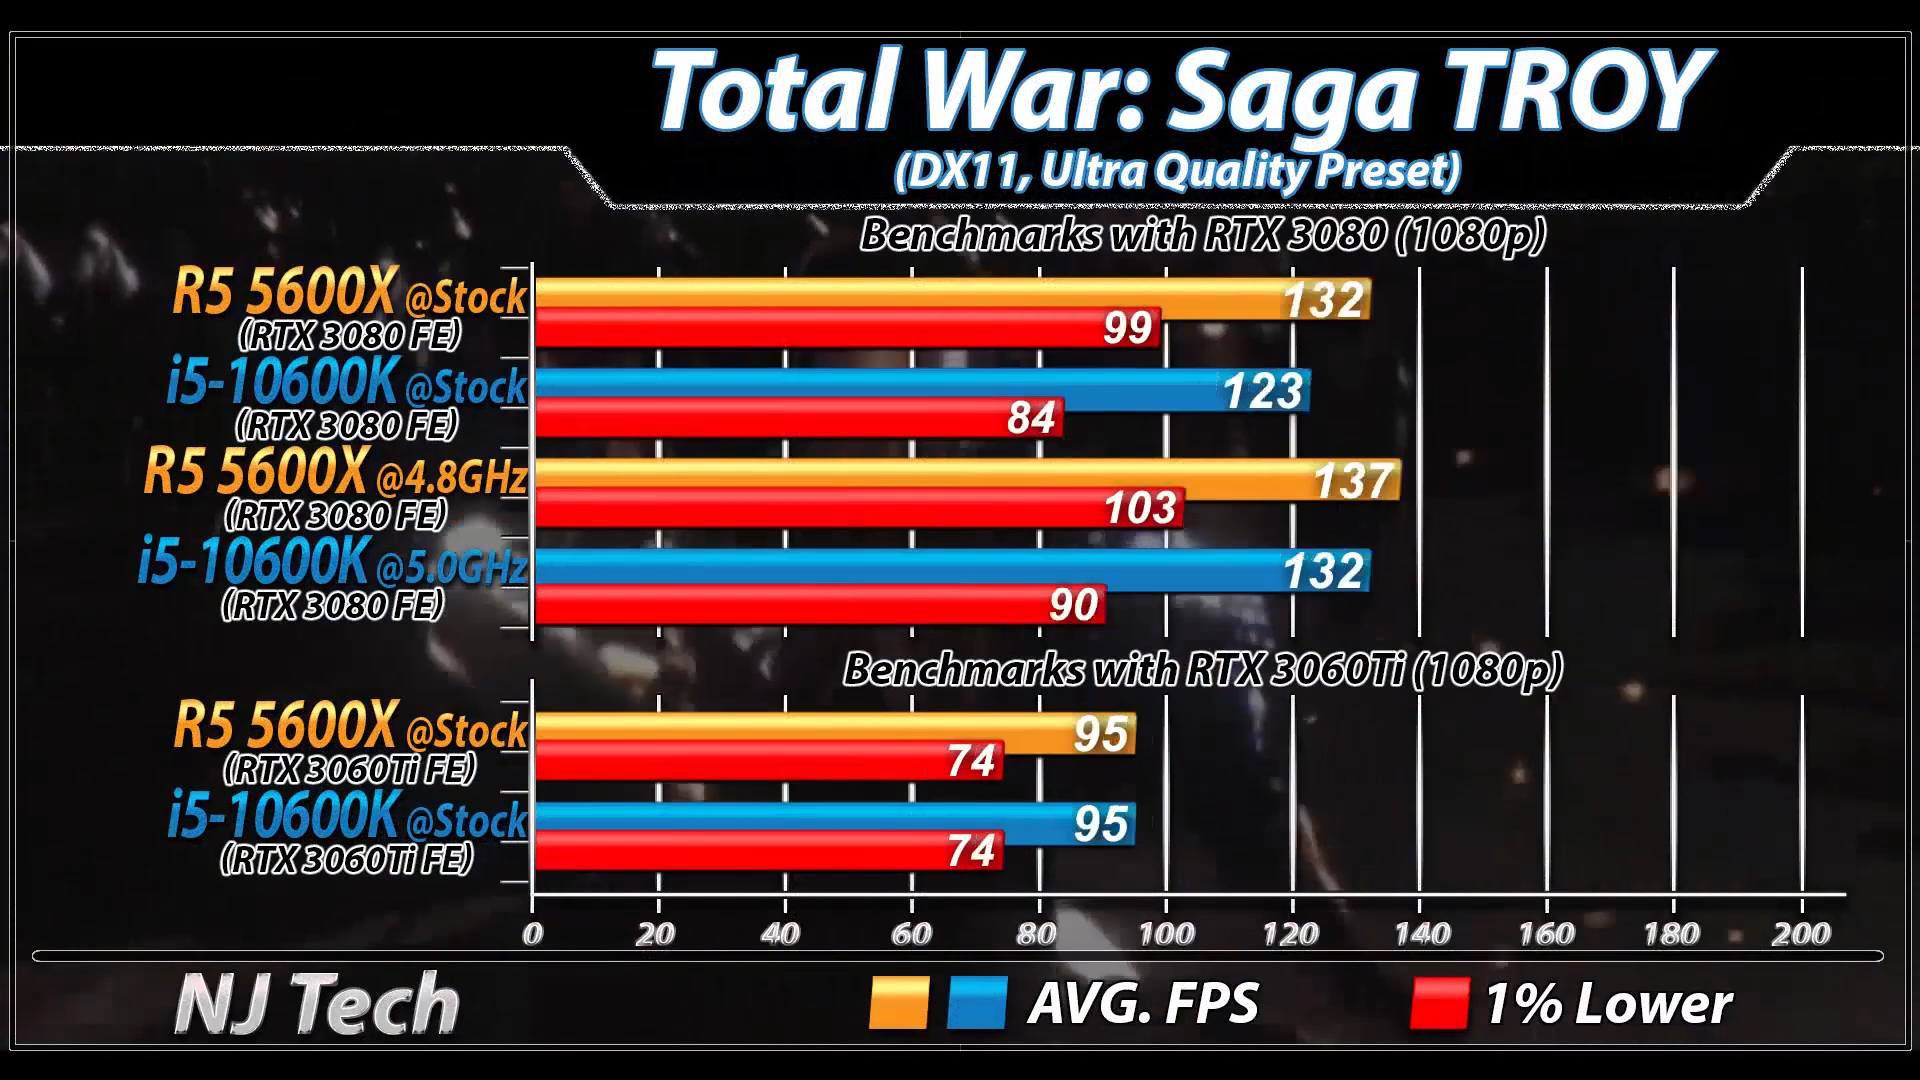 Total War: Saga TROY
(DX11, Ultra Quality Preset)
Benchmarks with RTX 3080 (1080p)
R5 5600X @Stock
(RTX 3080 FE)
132
99
i5-10600K @Stock
(RTX 3080 FE)
123
84
R5 5600X @4.8GHz
(RTX 3080 FE)
137
103
i5-10600K @5.0GHz
(RTX 3080 FE)
132
90
Benchmarks with RTX 3060Ti (1080p)
R5 5600X @Stock
(RTX 3060Ti FE)
95
74
i5-10600K @Stock
(RTX 3060Ti FE)
95
74
0 20 40 60 80 100 120 140 160 180 200
NJ Tech
AVG. FPS
1% Lower